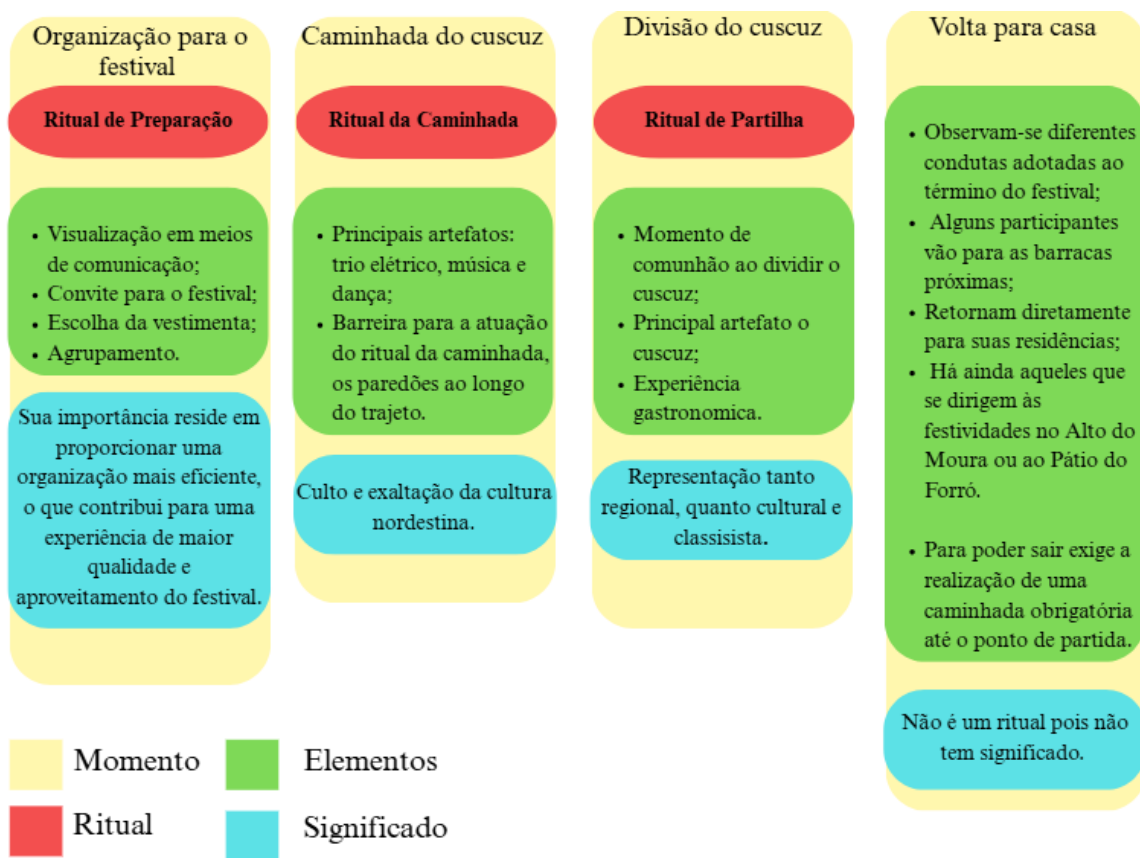 Organização para o
festival
Ritual de Preparação
• Visualização em meios
de comunicação;
• Convite para o festival;
• Escolha da vestimenta;
• Agrupamento.
Sua importância reside em
proporcionar uma
organização mais eficiente,
o que contribui para uma
experiência de maior
qualidade e
aproveitamento do festival.
Caminhada do cuscuz
Ritual da Caminhada
• Principais artefatos:
trio elétrico, música e
dança;
• Barreira para a atuação
do ritual da caminhada,
os paredões ao longo
do trajeto.
Culto e exaltação da cultura
nordestina.
Divisão do cuscuz
Ritual de Partilha
• Momento de
comunhão ao dividir o
cuscuz;
• Principal artefato o
cuscuz;
• Experiência
gastronomica.
Representação tanto
regional, quanto cultural e
classisista.
Volta para casa
• Observam-se diferentes
condutas adotadas ao
término do festival;
• Alguns participantes
vão para as barracas
próximas;
• Retornam diretamente
para suas residências;
• Há ainda aqueles que
se dirigem às
festividades no Alto do
Moura ou ao Pátio do
Forró.
• Para poder sair exige a
realização de uma
caminhada obrigatória
até o ponto de partida.
Não é um ritual pois não
tem significado.
Momento
Elementos
Ritual
Significado